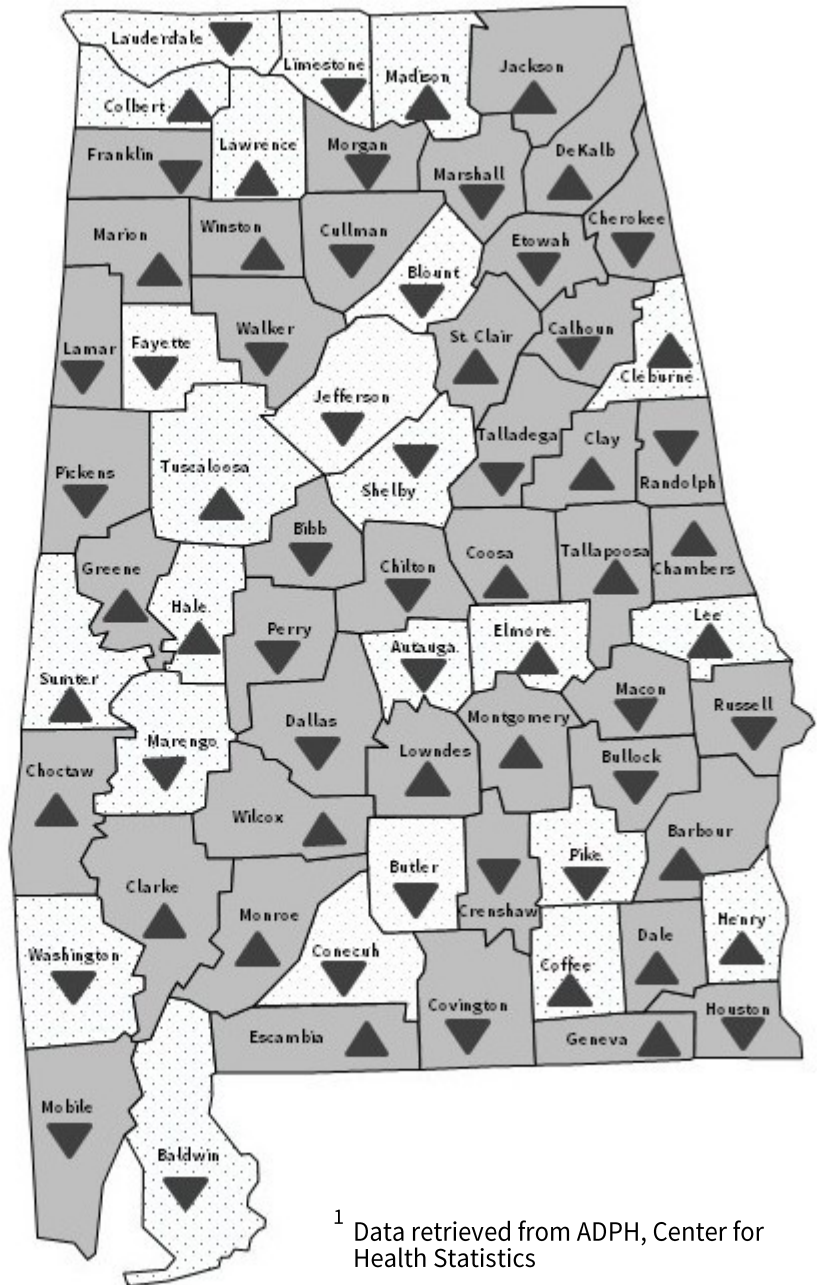 Lauderdale
Limestone
Madison
Jackson
Colbert
Franklin
Lawrence
Morgan
Marshall
DeKalb
Marion
Winston
Cullman
Cherokee
Etowah
Blount
Lamar
Fayette
Walker
St. Clair
Calhoun
Cleburne
Jefferson
Pickens
Tuscaloosa
Shelby
Talladega
Clay
Randolph
Greene
Bibb
Chilton
Coosa
Tallapoosa
Chambers
Hale
Perry
Autauga
Elmore
Lee
Sumter
Marengo
Dallas
Lowndes
Montgomery
Macon
Russell
Choctaw
Bullock
Wilcox
Barbour
Clarke
Monroe
Butler
Crenshaw
Pike
Henry
Washington
Conecuh
Coffee
Dale
Escambia
Covington
Geneva
Houston
Mobile
Baldwin
1 Data retrieved from ADPH, Center for
Health Statistics